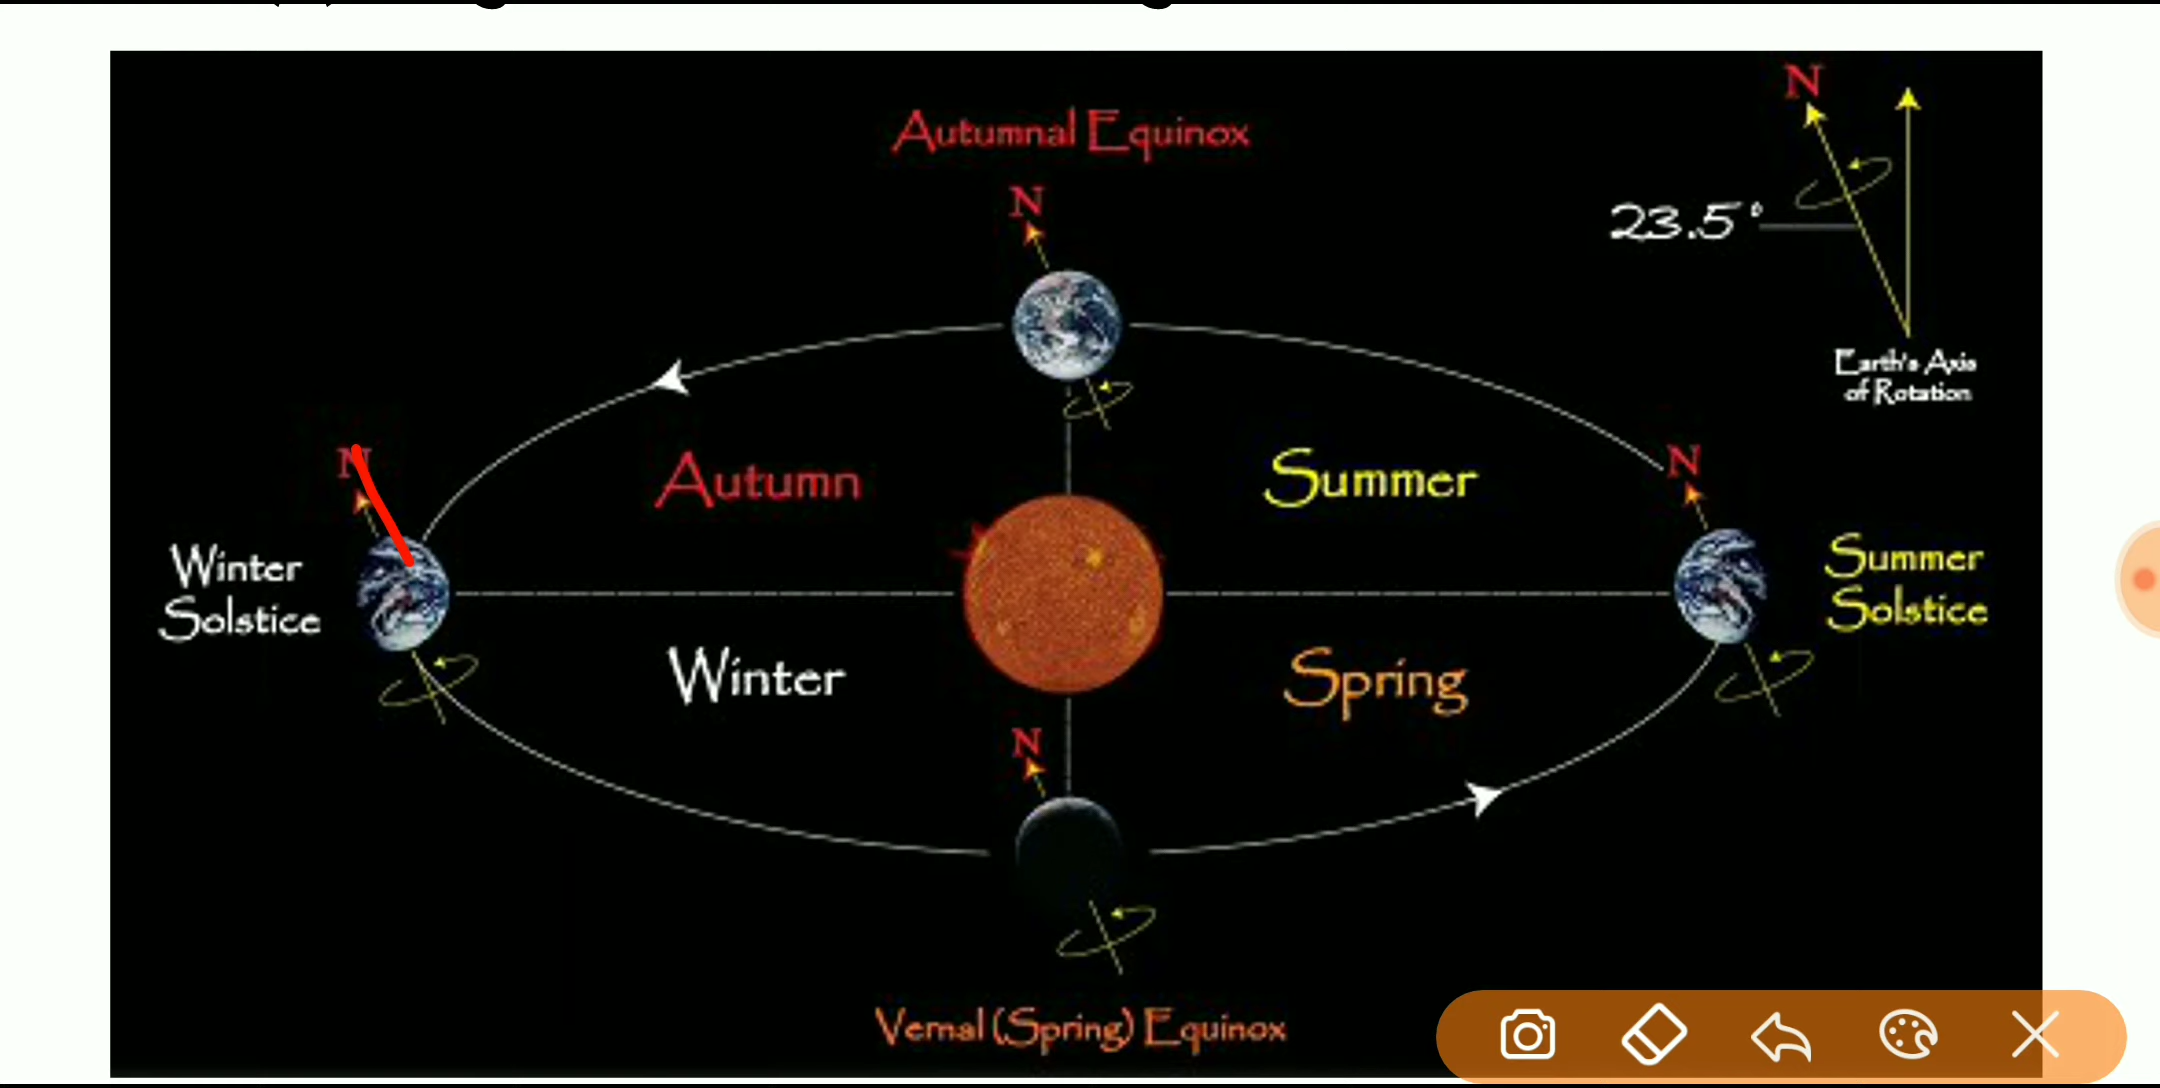 N
Autumnal Equinox
N
23.5°
Earth's Axis
of Rotation
N
Autumn
Summer
N
Winter
Solstice
Summer
Solstice
Winter
Spring
N
Vernal (Spring) Equinox